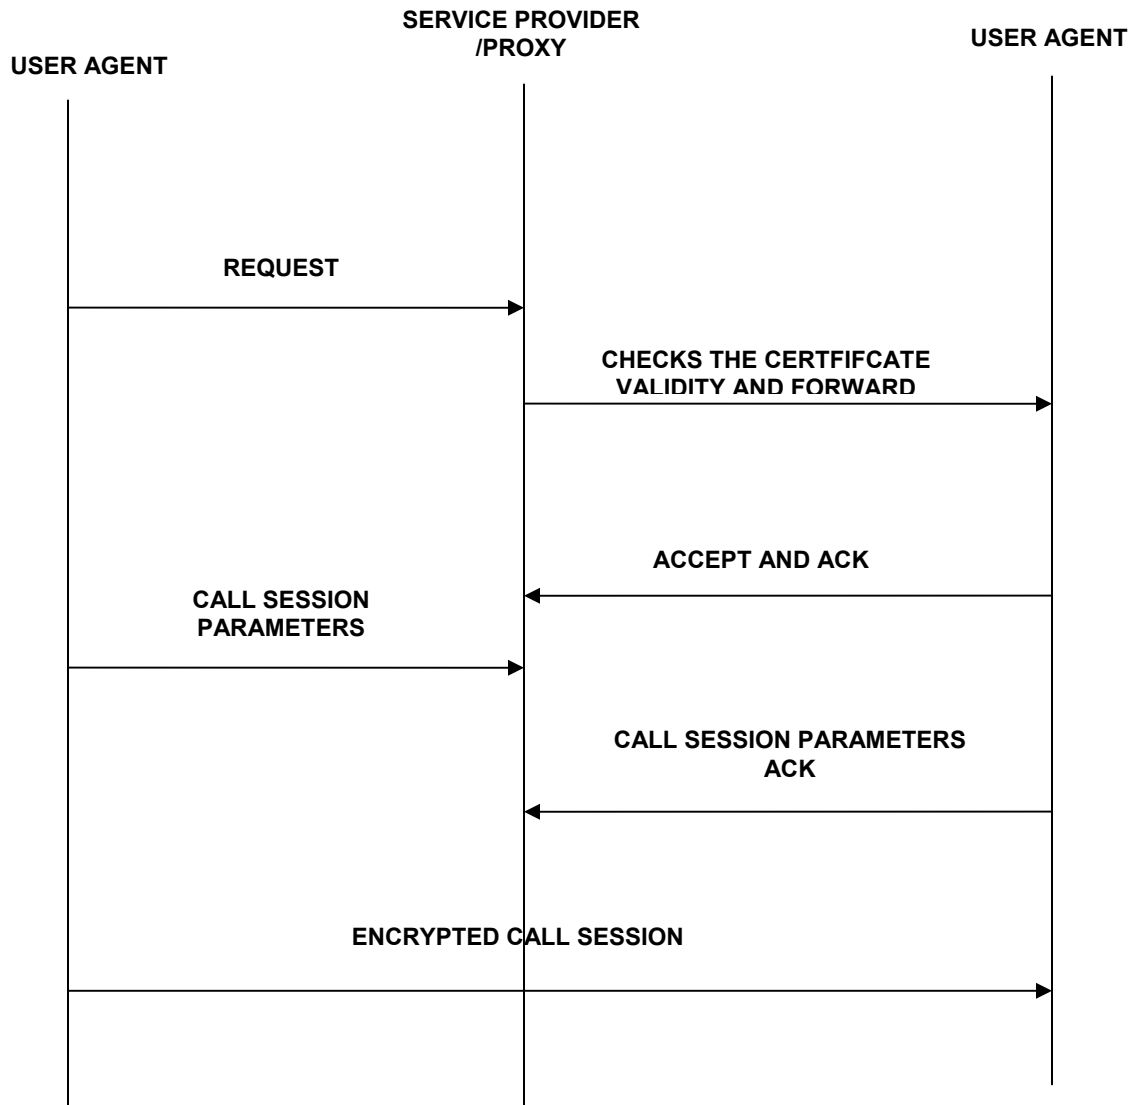 SERVICE PROVIDER
/PROXY
USER AGENT
USER AGENT
REQUEST
CHECKS THE CERTFIFCATE
VALIDITY AND FORWARD
ACCEPT AND ACK
CALL SESSION
PARAMETERS
CALL SESSION PARAMETERS
ACK
ENCRYPTED CALL SESSION